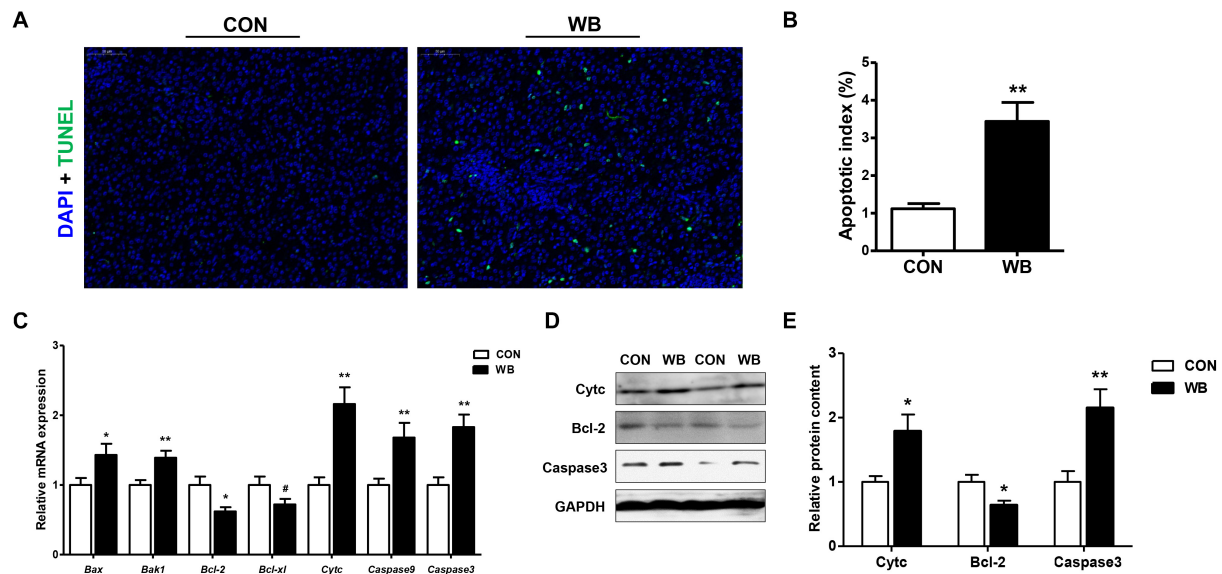 A
CON
WB
DAPI + TUNEL
B
Apoptotic index (%)
5
4
3
2
1
0
**
CON
WB
C
Relative mRNA expression
3
2
1
0
*
**
*
#
**
**
**
CON
WB
Bax
Bak1
Bcl-2
Bcl-xl
Cytc
Caspase9
Caspase3
D
CON WB CON WB
Cytc
Bcl-2
Caspase3
GAPDH
E
Relative protein content
3
2
1
0
*
*
**
CON
WB
Cytc
Bcl-2
Caspase3